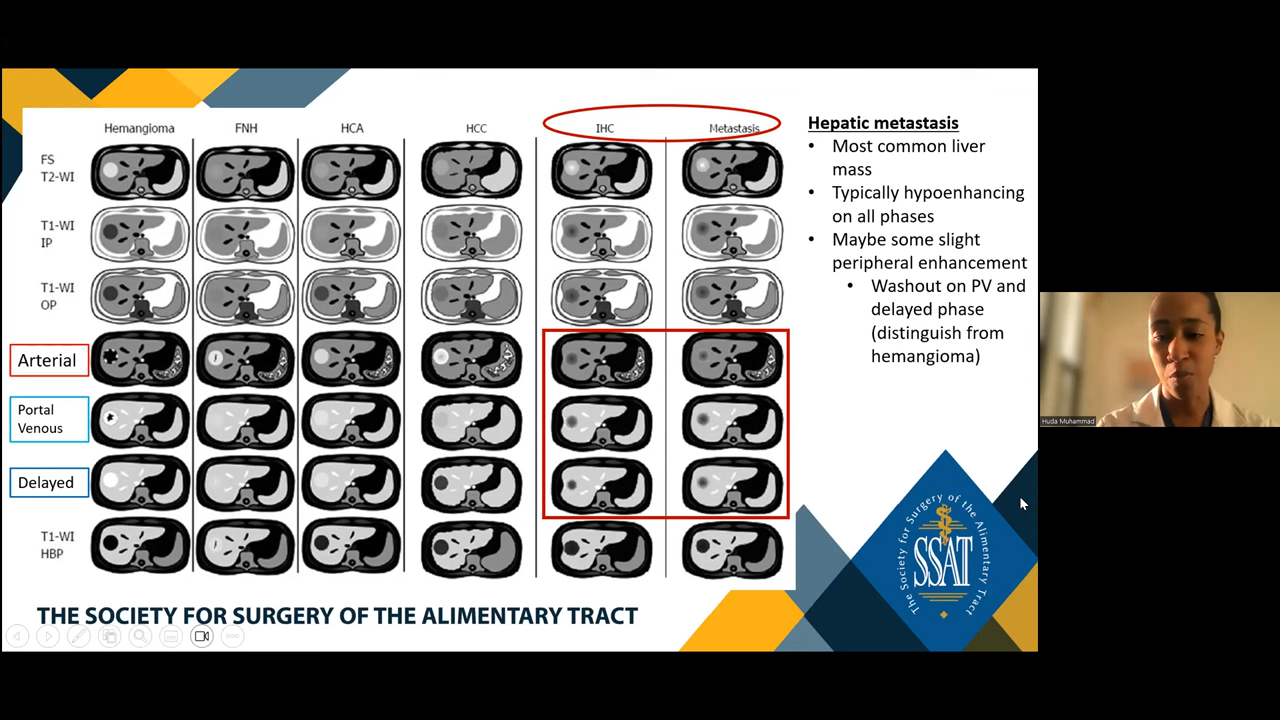 Hemangioma FNH HCA HCC IHC Metastasis
FS
T2-WI
T1-WI
IP
T1-WI
OP
Arterial
Portal
Venous
Delayed
T1-WI
HBP
Hepatic metastasis
• Most common liver
mass
• Typically hypoenhancing
on all phases
• Maybe some slight
peripheral enhancement
• Washout on PV and
delayed phase
(distinguish from
hemangioma)
The Society for Surgery of the Alimentary Tract
SSAT
THE SOCIETY FOR SURGERY OF THE ALIMENTARY TRACT
Huda Muhammad